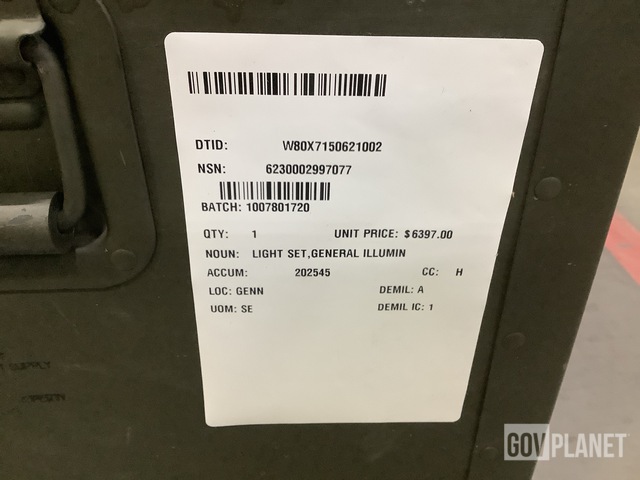 DTID: W80X7150621002
NSN: 6230002997077
BATCH: 1007801720
QTY: 1 UNIT PRICE: $6397.00
NOUN: LIGHT SET,GENERAL ILLUMIN
ACCUM: 202545 CC: H
LOC: GENN DEMIL: A
UOM: SE DEMIL IC: 1
SUPPLY
GOVPLANET